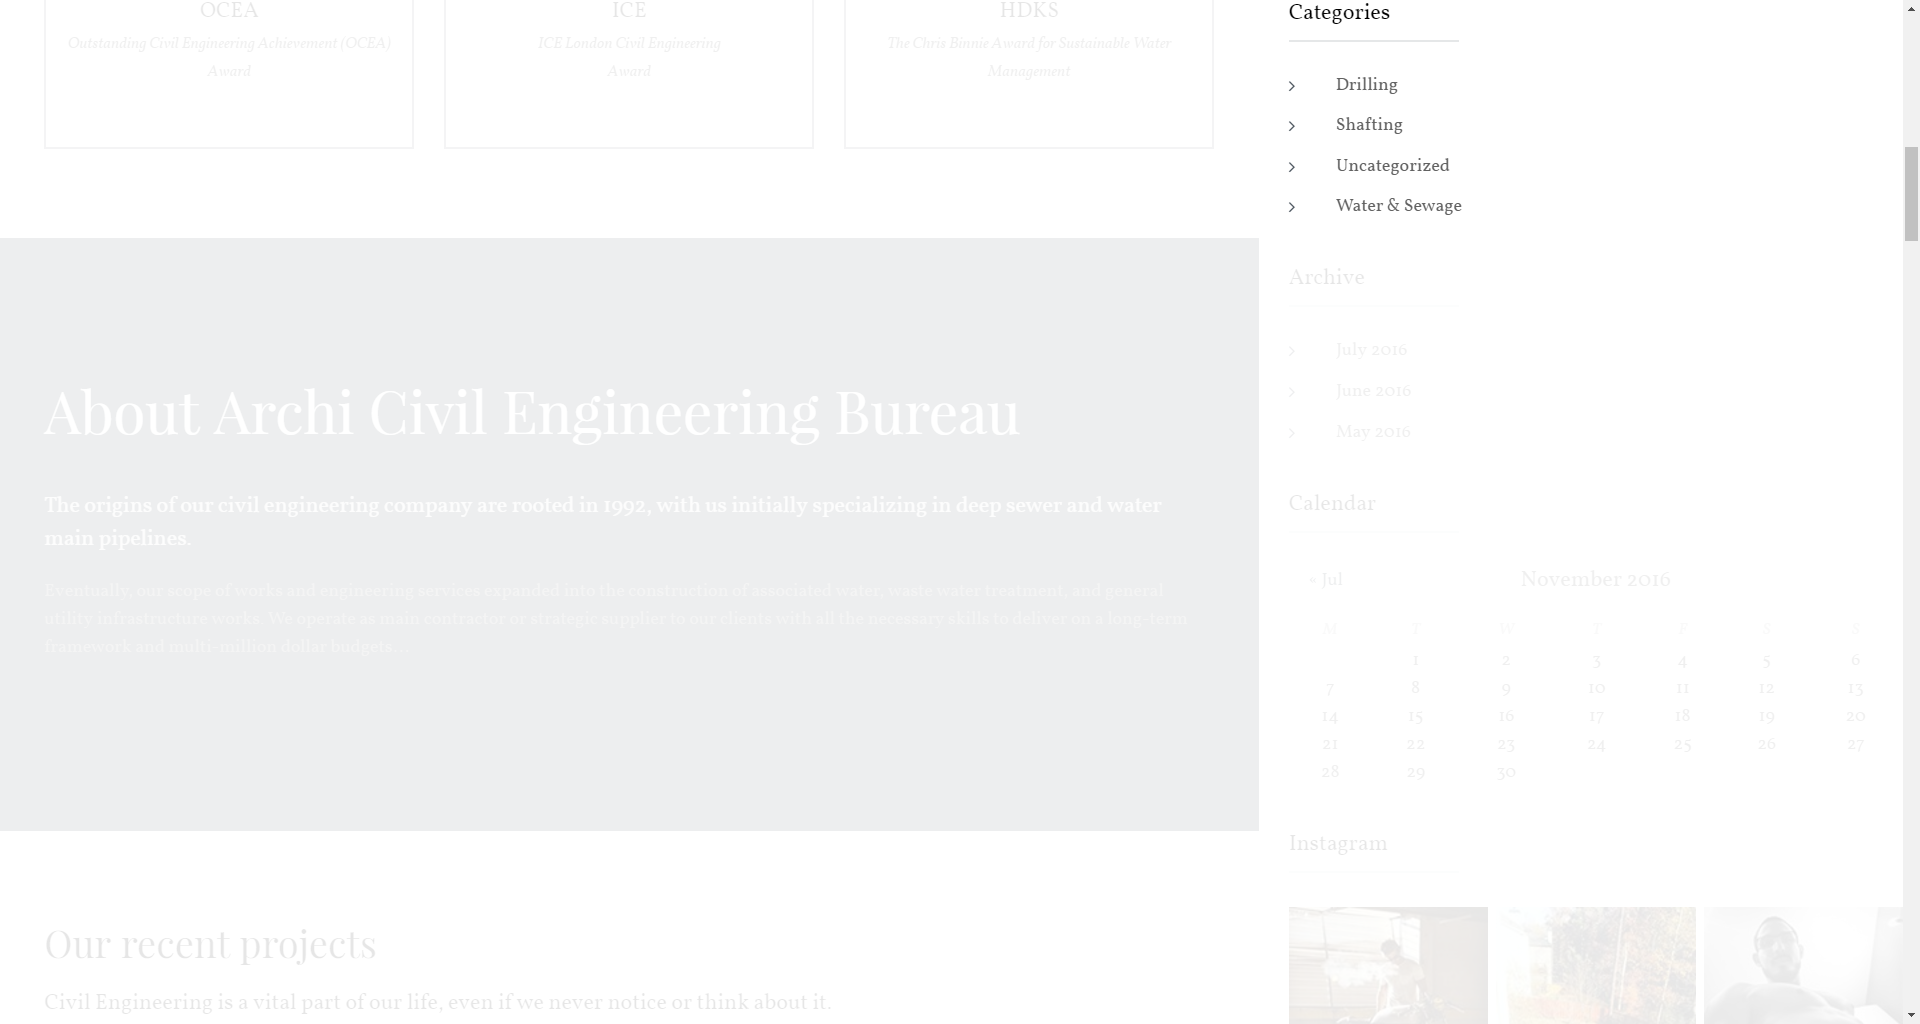 OCEA
Outstanding Civil Engineering Achievement (OCEA)
Award
ICE
ICE London Civil Engineering
Award
HDKS
The Chris Binnie Award for Sustainable Water
Management
About Archi Civil Engineering Bureau
The origins of our civil engineering company are rooted in 1992, with us initially specializing in deep sewer and water
main pipelines.
Eventually, our scope of works and engineering services expanded into the construction of associated water, waste water treatment, and general
utility infrastructure works. We operate as main contractor or strategic supplier to our clients with all the necessary skills to deliver on a long-term
framework and multi-million dollar budgets…
Our recent projects
Civil Engineering is a vital part of our life, even if we never notice or think about it.
Categories
Drilling
Shafting
Uncategorized
Water & Sewage
Archive
July 2016
June 2016
May 2016
Calendar
« Jul November 2016
M T W T F S S
1 2 3 4 5 6
7 8 9 10 11 12 13
14 15 16 17 18 19 20
21 22 23 24 25 26 27
28 29 30
Instagram